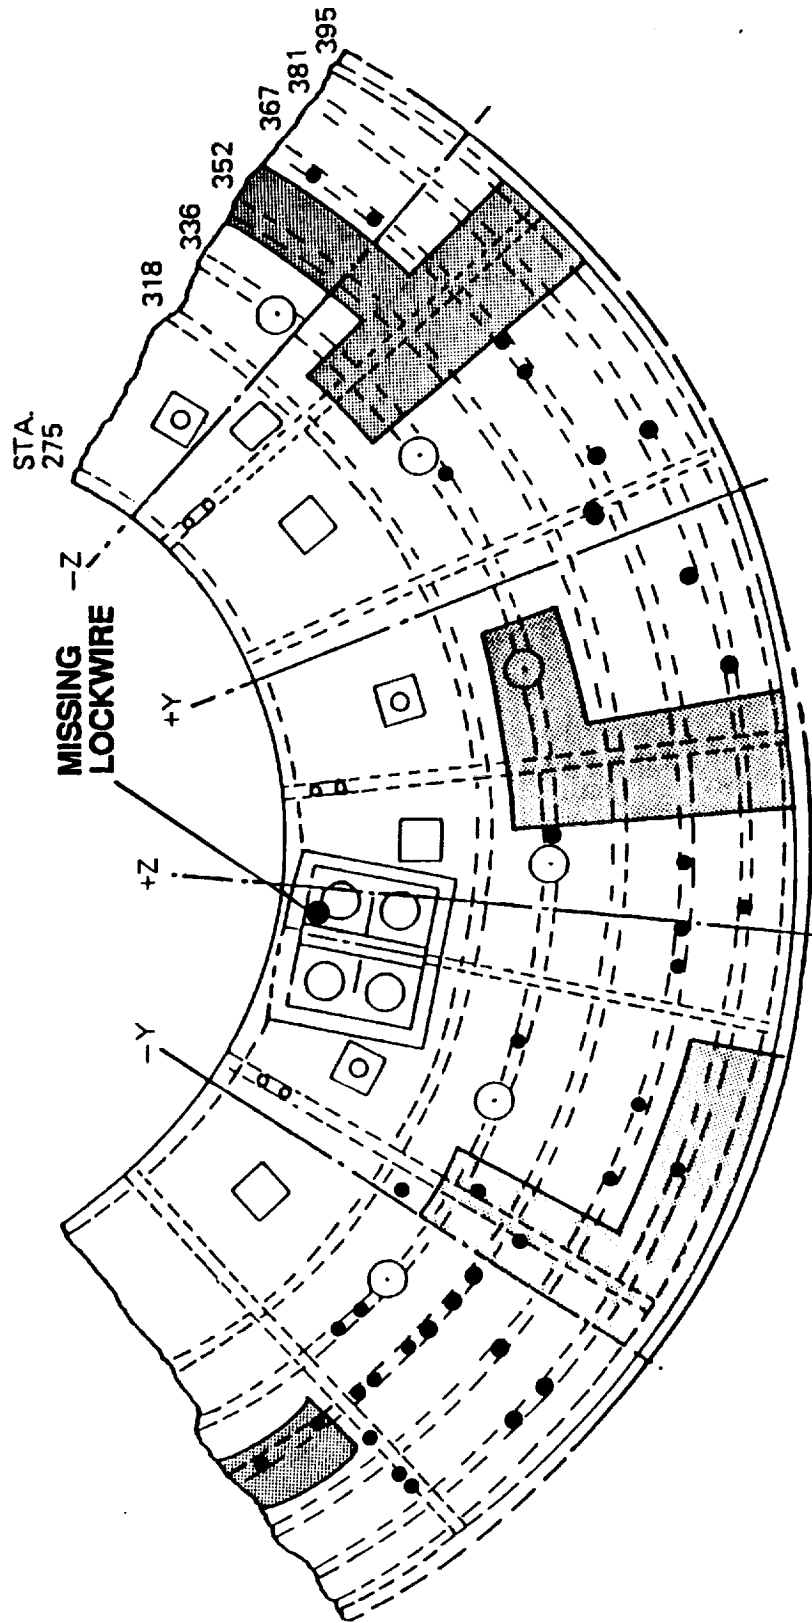 STA.
275
318
336
352
367
381
395
−Z
MISSING
LOCKWIRE
+Y
+Z
−Y